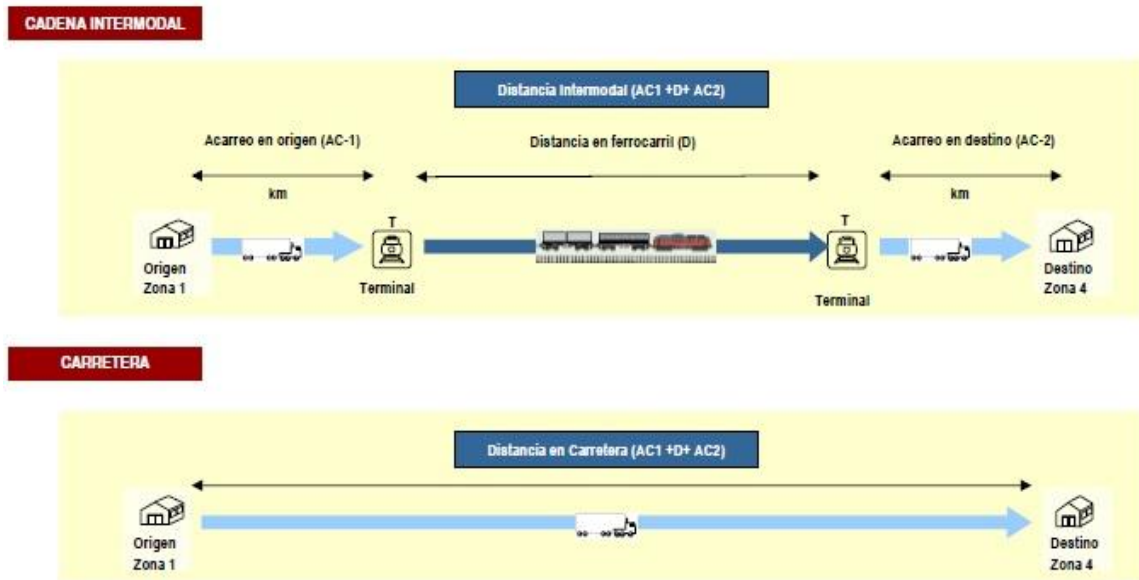 CADENA INTERMODAL
Distancia Intermodal (AC1 +D+ AC2)
Acarreo en origen (AC-1)
Distancia en ferrocarril (D)
Acarreo en destino (AC-2)
km
km
T
T
Origen
Zona 1
Terminal
Terminal
Destino
Zona 4
CARRETERA
Distancia en Carretera (AC1 +D+ AC2)
Origen
Zona 1
Destino
Zona 4